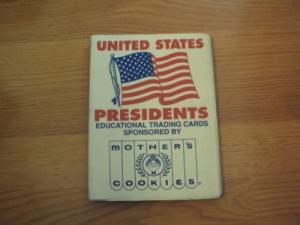 UNITED STATES
PRESIDENTS
EDUCATIONAL TRADING CARDS
SPONSORED BY
MOTHER'S
COOKIES®